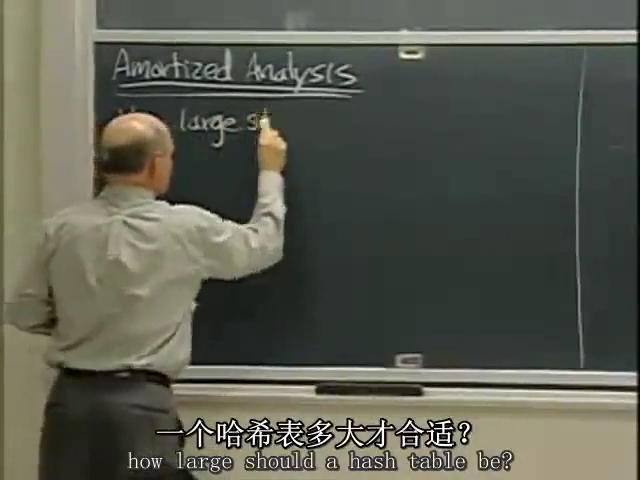 Amortized Analysis
large s
一个哈希表多大才合适？
how large should a hash table be?